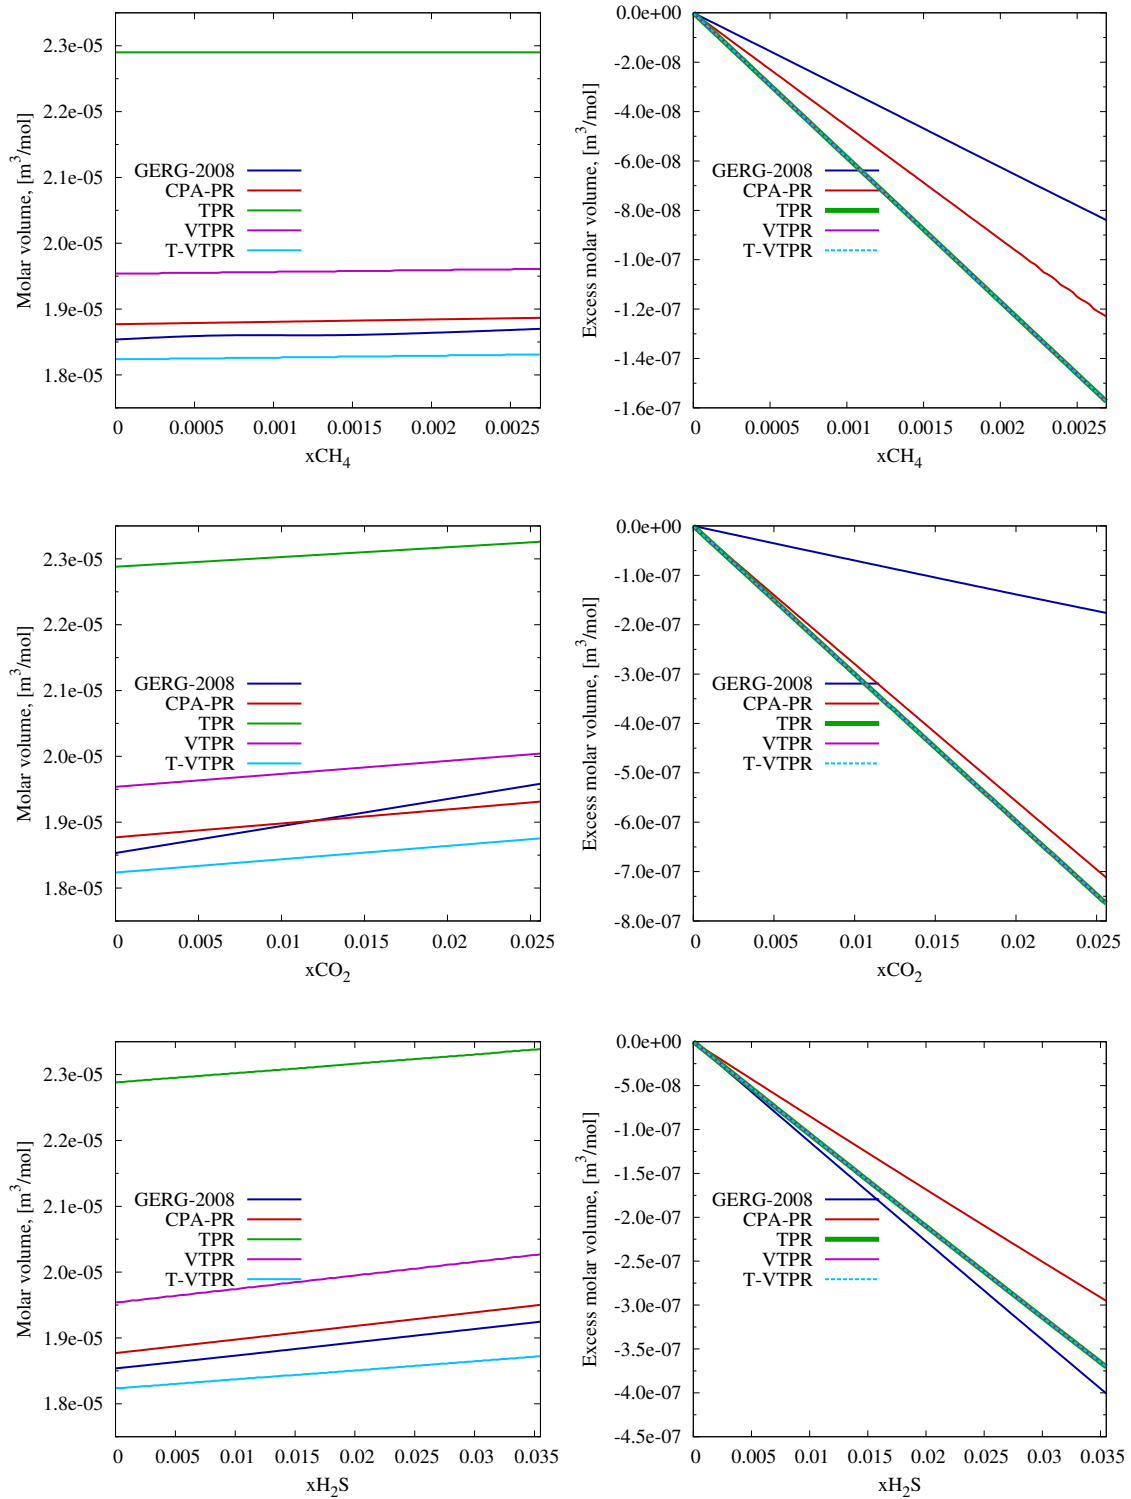 Molar volume, [m³/mol]
2.3e-05
2.2e-05
2.1e-05
2.0e-05
1.9e-05
1.8e-05
GERG-2008
CPA-PR
TPR
VTPR
T-VTPR
0 0.0005 0.001 0.0015 0.002 0.0025
xCH₄
Excess molar volume, [m³/mol]
0.0e+00
-2.0e-08
-4.0e-08
-6.0e-08
-8.0e-08
-1.0e-07
-1.2e-07
-1.4e-07
-1.6e-07
GERG-2008
CPA-PR
TPR
VTPR
T-VTPR
0 0.0005 0.001 0.0015 0.002 0.0025
xCH₄
Molar volume, [m³/mol]
2.3e-05
2.2e-05
2.1e-05
2.0e-05
1.9e-05
1.8e-05
GERG-2008
CPA-PR
TPR
VTPR
T-VTPR
0 0.005 0.01 0.015 0.02 0.025
xCO₂
Excess molar volume, [m³/mol]
0.0e+00
-1.0e-07
-2.0e-07
-3.0e-07
-4.0e-07
-5.0e-07
-6.0e-07
-7.0e-07
-8.0e-07
GERG-2008
CPA-PR
TPR
VTPR
T-VTPR
0 0.005 0.01 0.015 0.02 0.025
xCO₂
Molar volume, [m³/mol]
2.3e-05
2.2e-05
2.1e-05
2.0e-05
1.9e-05
1.8e-05
GERG-2008
CPA-PR
TPR
VTPR
T-VTPR
0 0.005 0.01 0.015 0.02 0.025 0.03 0.035
xH₂S
Excess molar volume, [m³/mol]
0.0e+00
-5.0e-08
-1.0e-07
-1.5e-07
-2.0e-07
-2.5e-07
-3.0e-07
-3.5e-07
-4.0e-07
-4.5e-07
GERG-2008
CPA-PR
TPR
VTPR
T-VTPR
0 0.005 0.01 0.015 0.02 0.025 0.03 0.035
xH₂S